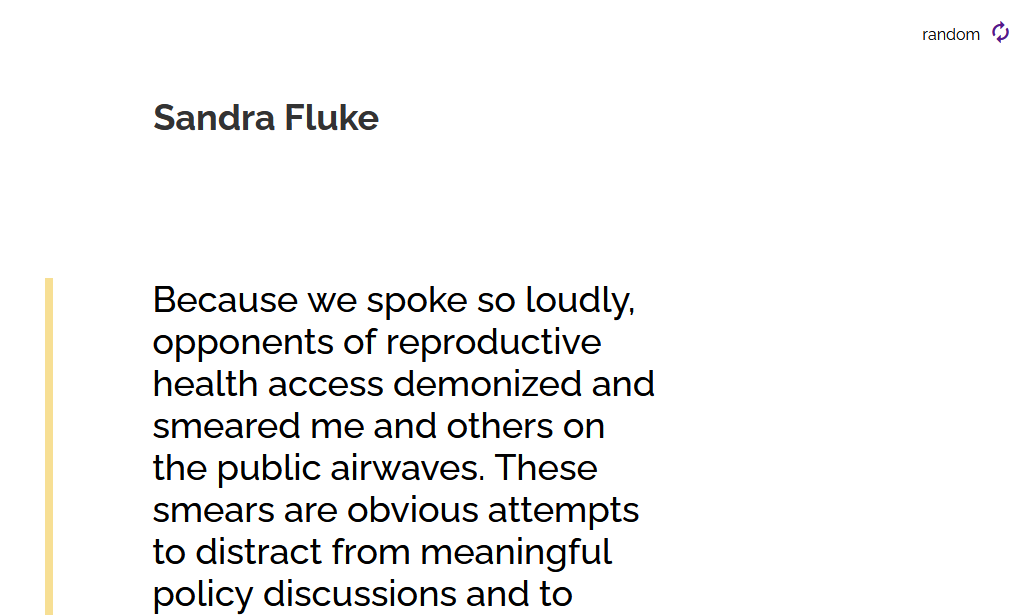 random
Sandra Fluke
Because we spoke so loudly,
opponents of reproductive
health access demonized and
smeared me and others on
the public airwaves. These
smears are obvious attempts
to distract from meaningful
policy discussions and to